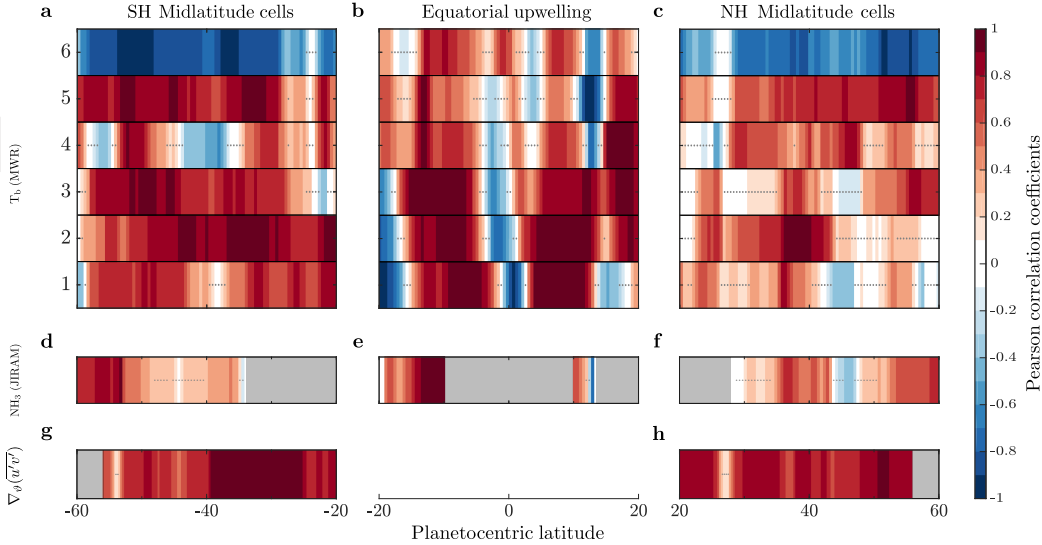 a SH Midlatitude cells
b Equatorial upwelling
c NH Midlatitude cells
T_b (MWR)
6
5
4
3
2
1
1
0.8
0.6
0.4
0.2
0
-0.2
-0.4
-0.6
-0.8
-1
Pearson correlation coefficients
d
e
f
NH₃ (JIRAM)
g
h
∇_ϑ(u′v′)
-60 -40 -20
-20 0 20
20 40 60
Planetocentric latitude